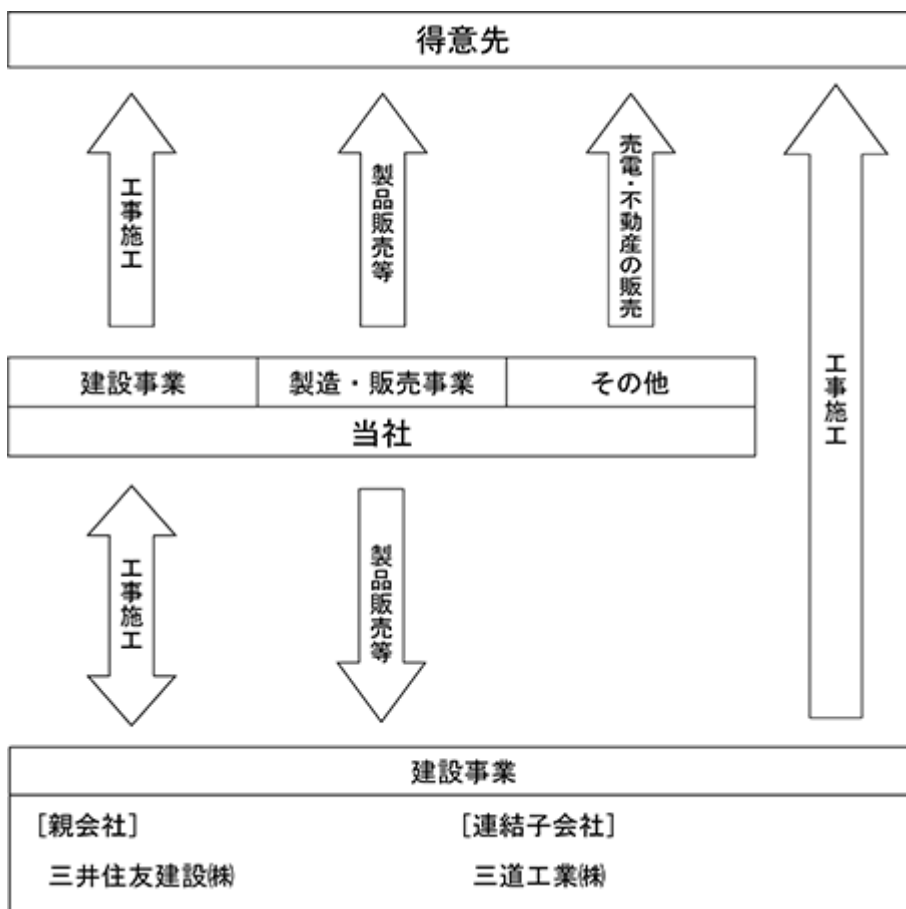 得意先
工事施工
製品販売等
売電・不動産の販売
工事施工
建設事業
製造・販売事業
その他
当社
工事施工
製品販売等
建設事業
［親会社］
［連結子会社］
三井住友建設㈱
三道工業㈱